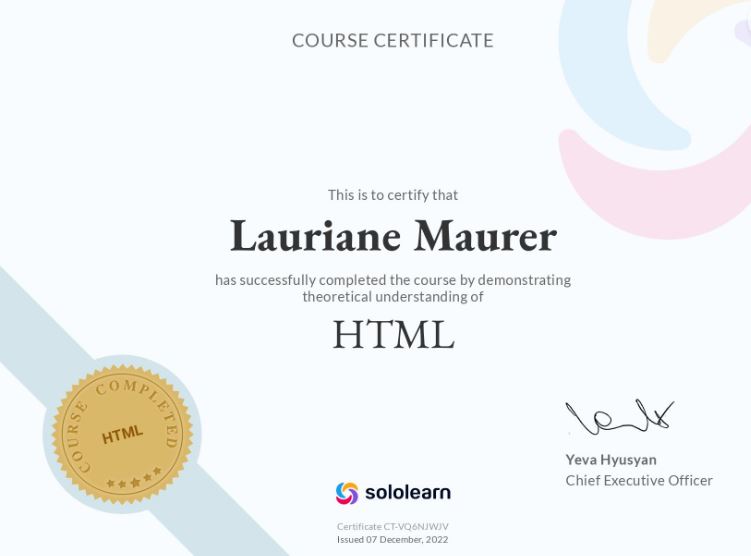 COURSE CERTIFICATE
This is to certify that
Lauriane Maurer
has successfully completed the course by demonstrating
theoretical understanding of
HTML
COURSE COMPLETED
HTML
Yeva Hyusyan
Chief Executive Officer
sololearn
Certificate CT-VQ6NJWJV
Issued 07 December, 2022